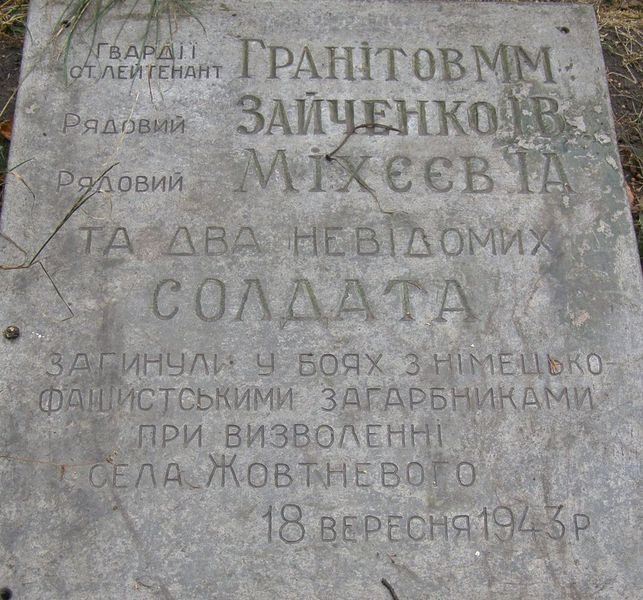 Гвардії
ст. лейтенант Гранітов М М
Рядовий Зайченко І В
Рядовий Міхєєв І А
та два невідомих
солдата
загинули у боях з німецько-
фашистськими загарбниками
при визволенні
села Жовтневого
18 вересня 1943 р